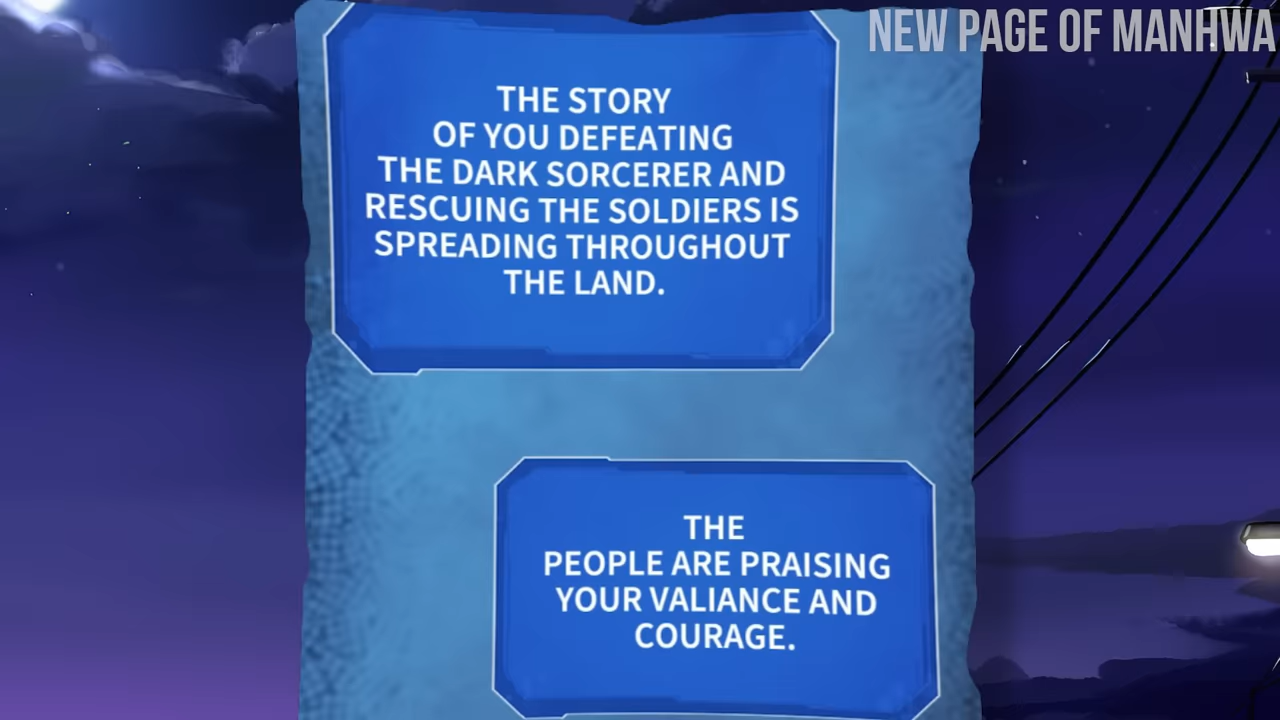 NEW PAGE OF MANHWA
THE STORY
OF YOU DEFEATING
THE DARK SORCERER AND
RESCUING THE SOLDIERS IS
SPREADING THROUGHOUT
THE LAND.
THE
PEOPLE ARE PRAISING
YOUR VALIANCE AND
COURAGE.